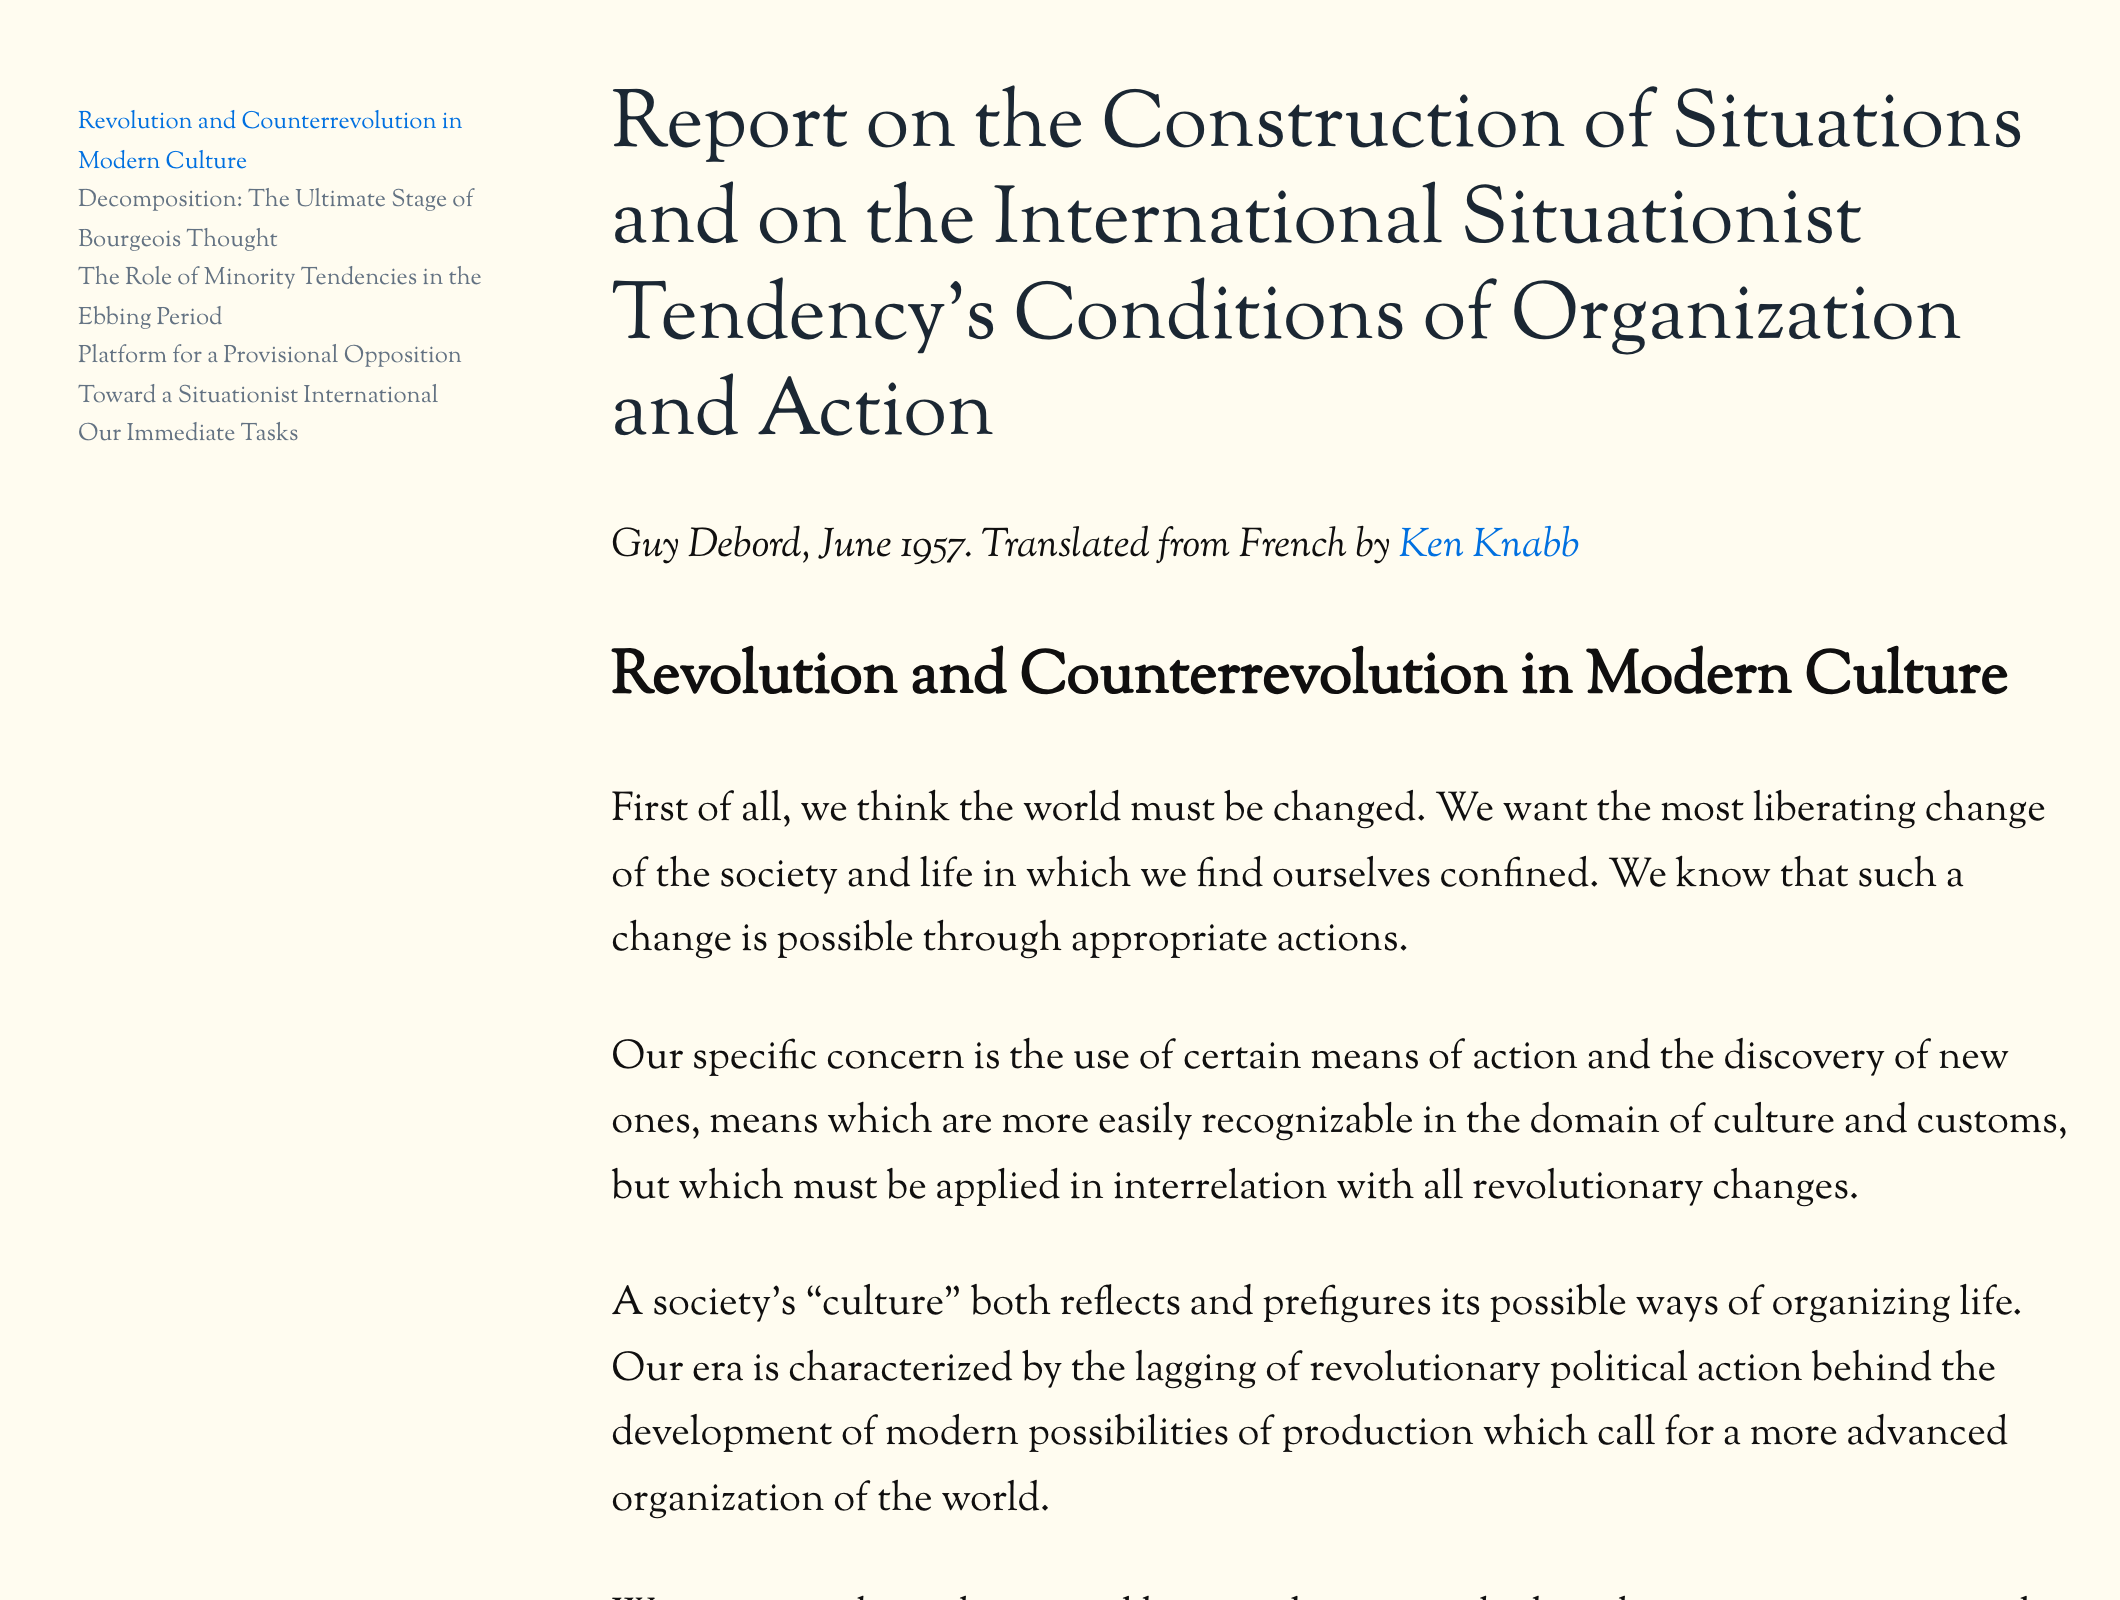 Revolution and Counterrevolution in
Modern Culture
Decomposition: The Ultimate Stage of
Bourgeois Thought
The Role of Minority Tendencies in the
Ebbing Period
Platform for a Provisional Opposition
Toward a Situationist International
Our Immediate Tasks
Report on the Construction of Situations
and on the International Situationist
Tendency’s Conditions of Organization
and Action
Guy Debord, June 1957. Translated from French by Ken Knabb
Revolution and Counterrevolution in Modern Culture
First of all, we think the world must be changed. We want the most liberating change
of the society and life in which we find ourselves confined. We know that such a
change is possible through appropriate actions.
Our specific concern is the use of certain means of action and the discovery of new
ones, means which are more easily recognizable in the domain of culture and customs,
but which must be applied in interrelation with all revolutionary changes.
A society’s “culture” both reflects and prefigures its possible ways of organizing life.
Our era is characterized by the lagging of revolutionary political action behind the
development of modern possibilities of production which call for a more advanced
organization of the world.